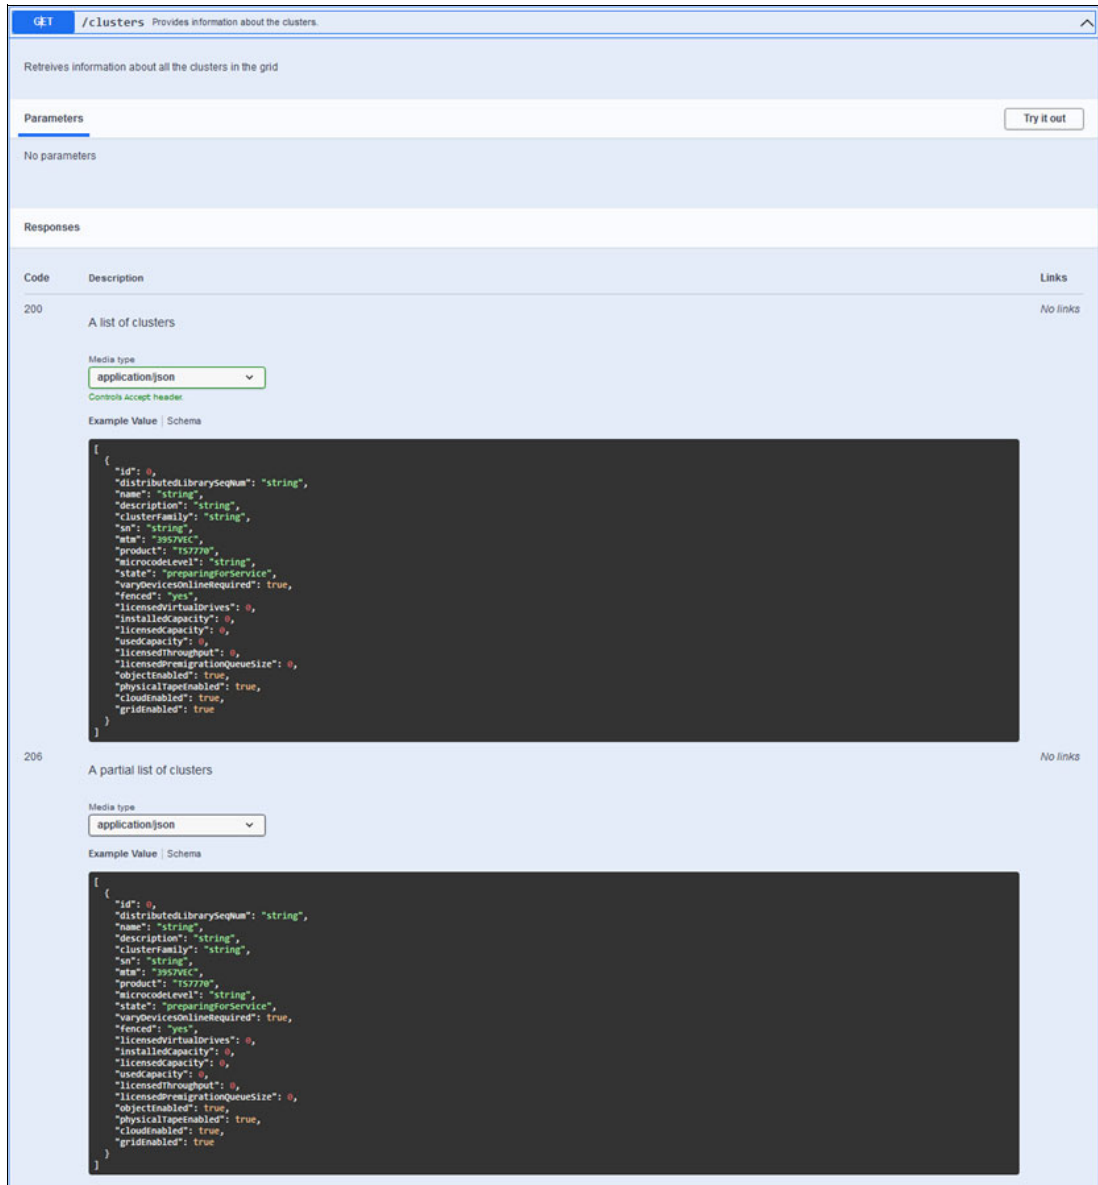 GET /clusters Provides information about the clusters.
Retreives information about all the clusters in the grid
Parameters Try it out
No parameters
Responses
Code Description Links
200 No links
A list of clusters
Media type
application/json
Controls Accept header.
Example Value | Schema
[
{
"id": 0,
"distributedLibrarySeqNum": "string",
"name": "string",
"description": "string",
"clusterFamily": "string",
"sn": "string",
"mtm": "3957VEC",
"product": "TS7770",
"microcodeLevel": "string",
"state": "preparingForService",
"varyDevicesOnlineRequired": true,
"fenced": "yes",
"licensedVirtualDrives": 0,
"installedCapacity": 0,
"licensedCapacity": 0,
"usedCapacity": 0,
"licensedThroughput": 0,
"licensedPremigrationQueueSize": 0,
"objectEnabled": true,
"physicalTapeEnabled": true,
"cloudEnabled": true,
"gridEnabled": true
}
]
206 No links
A partial list of clusters
Media type
application/json
Example Value | Schema
[
{
"id": 0,
"distributedLibrarySeqNum": "string",
"name": "string",
"description": "string",
"clusterFamily": "string",
"sn": "string",
"mtm": "3957VEC",
"product": "TS7770",
"microcodeLevel": "string",
"state": "preparingForService",
"varyDevicesOnlineRequired": true,
"fenced": "yes",
"licensedVirtualDrives": 0,
"installedCapacity": 0,
"licensedCapacity": 0,
"usedCapacity": 0,
"licensedThroughput": 0,
"licensedPremigrationQueueSize": 0,
"objectEnabled": true,
"physicalTapeEnabled": true,
"cloudEnabled": true,
"gridEnabled": true
}
]